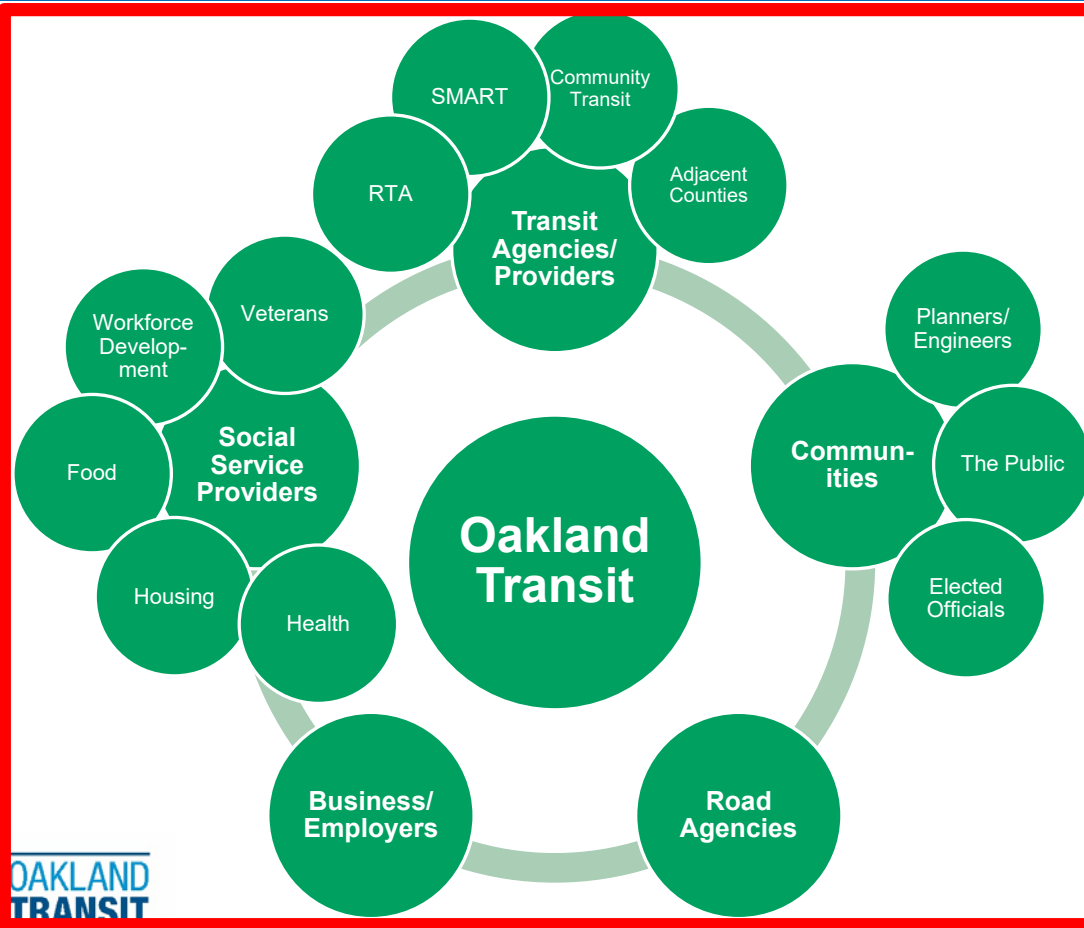 SMART
Community
Transit
RTA
Adjacent
Counties
Transit
Agencies/
Providers
Veterans
Workforce
Develop-
ment
Food
Social
Service
Providers
Housing
Health
Planners/
Engineers
Commun-
ities
The Public
Elected
Officials
Oakland
Transit
Business/
Employers
Road
Agencies
OAKLAND
TRANSIT